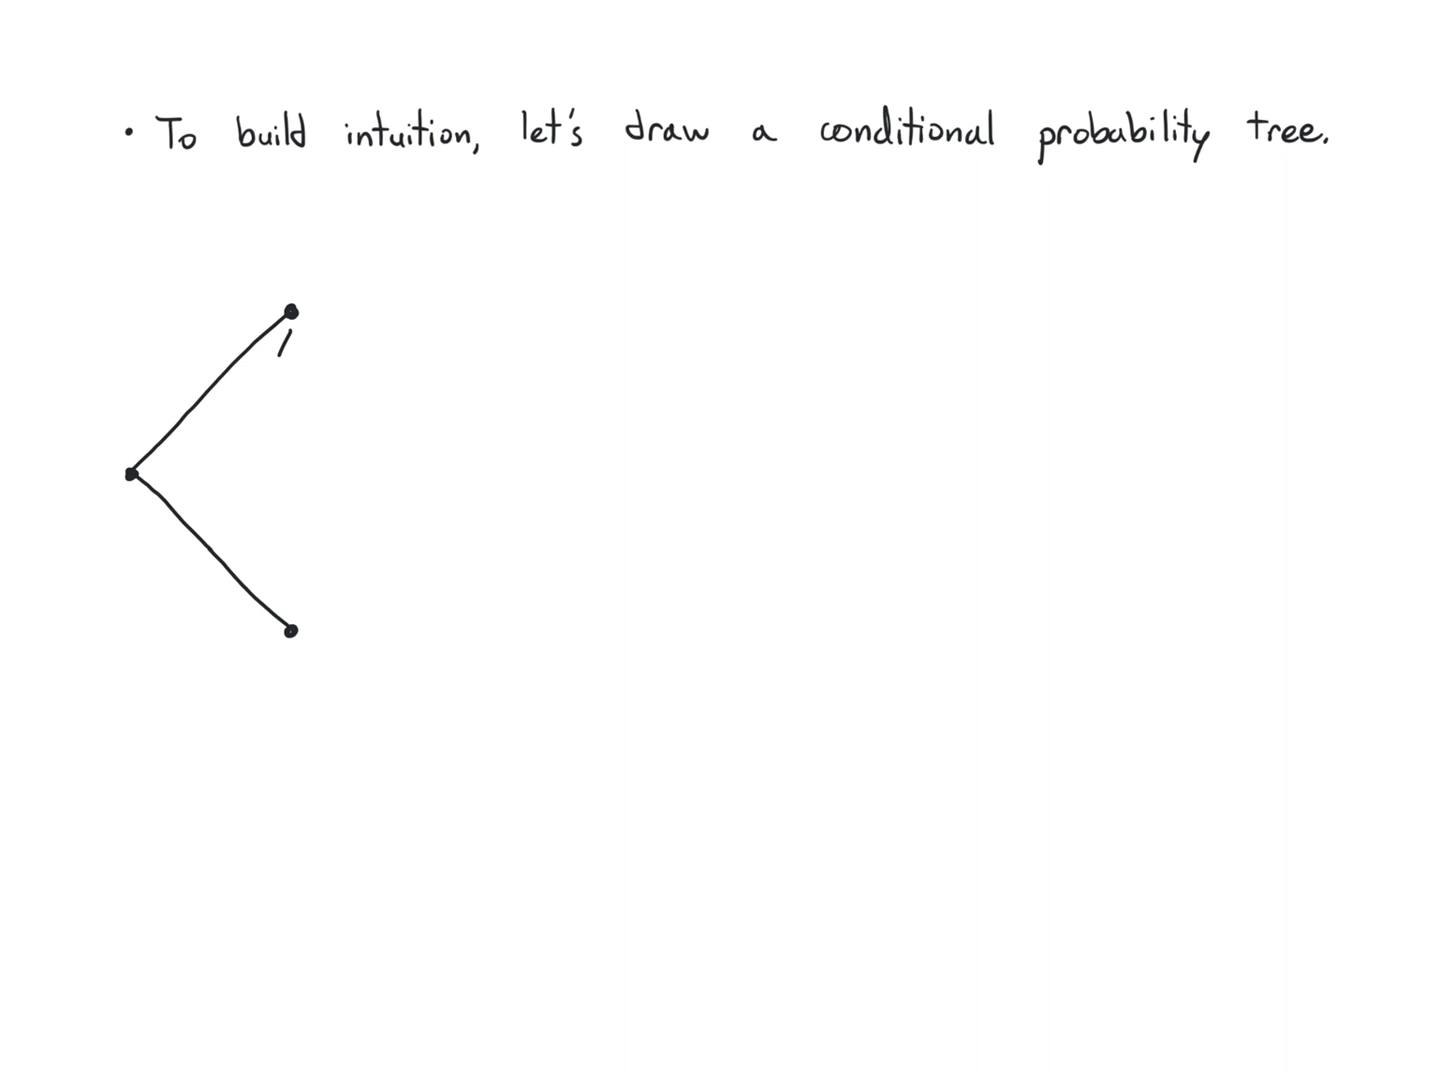 • To build intuition, let's draw a conditional probability tree.